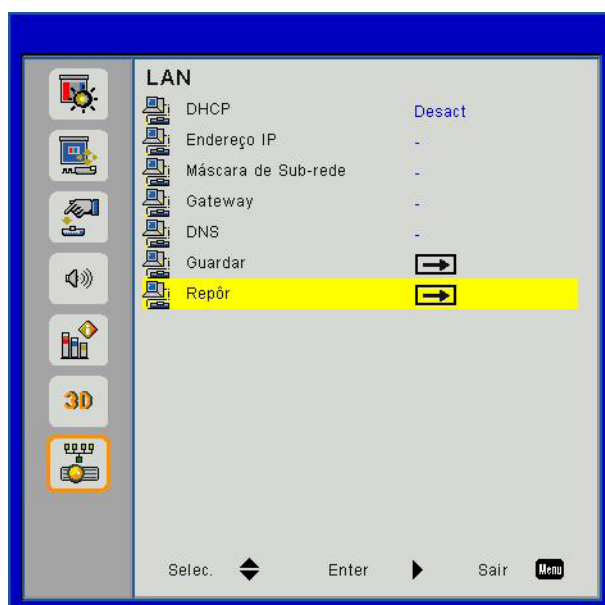 LAN
DHCP Desact
Endereço IP -
Máscara de Sub-rede -
Gateway -
DNS -
Guardar
Repôr
3D
Selec. Enter Sair Menu